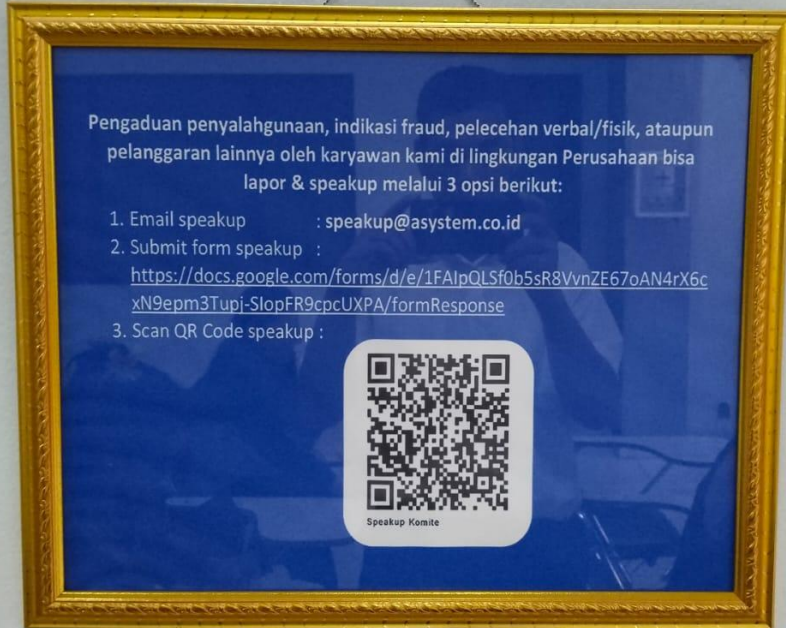 Pengaduan penyalahgunaan, indikasi fraud, pelecehan verbal/fisik, ataupun
pelanggaran lainnya oleh karyawan kami di lingkungan Perusahaan bisa
lapor & speakup melalui 3 opsi berikut:
1. Email speakup : speakup@asystem.co.id
2. Submit form speakup :
https://docs.google.com/forms/d/e/1FAIpQLSf0b5sR8VvnZE67oAN4rX6c
xN9epm3Tupj-SIopFR9cpcUXPA/formResponse
3. Scan QR Code speakup :
Speakup Komite